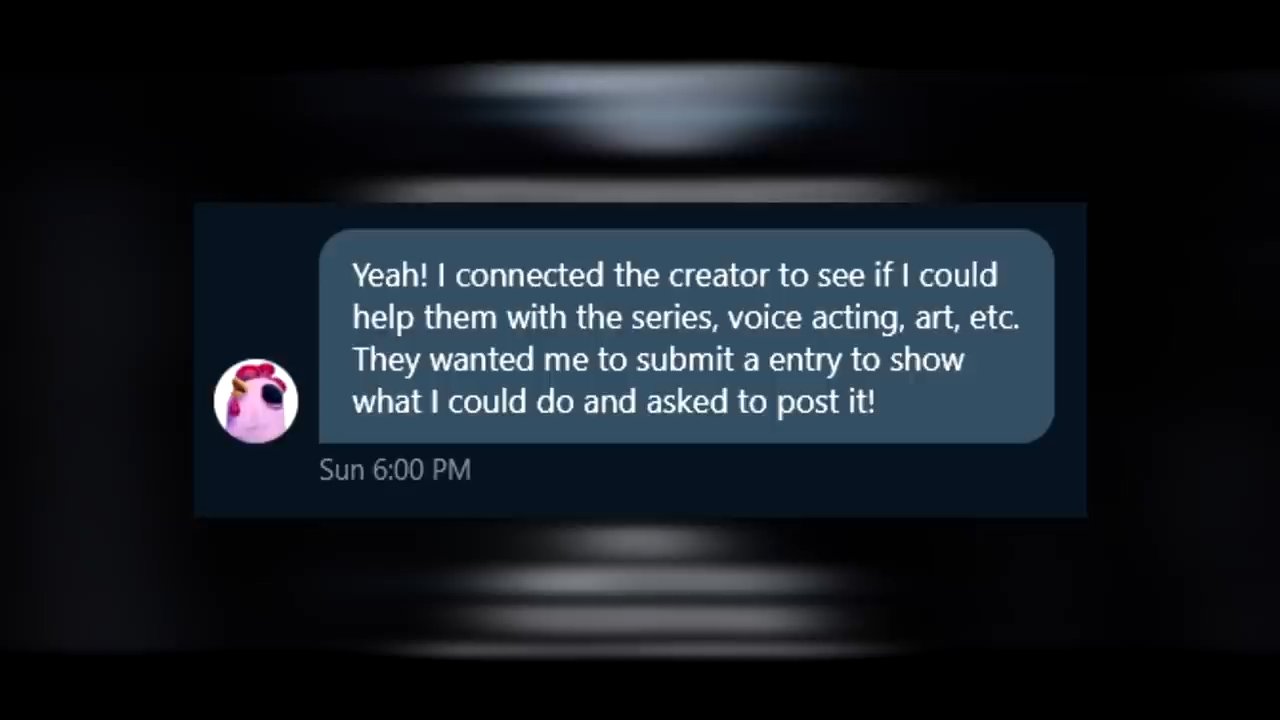 Yeah! I connected the creator to see if I could
help them with the series, voice acting, art, etc.
They wanted me to submit a entry to show
what I could do and asked to post it!
Sun 6:00 PM